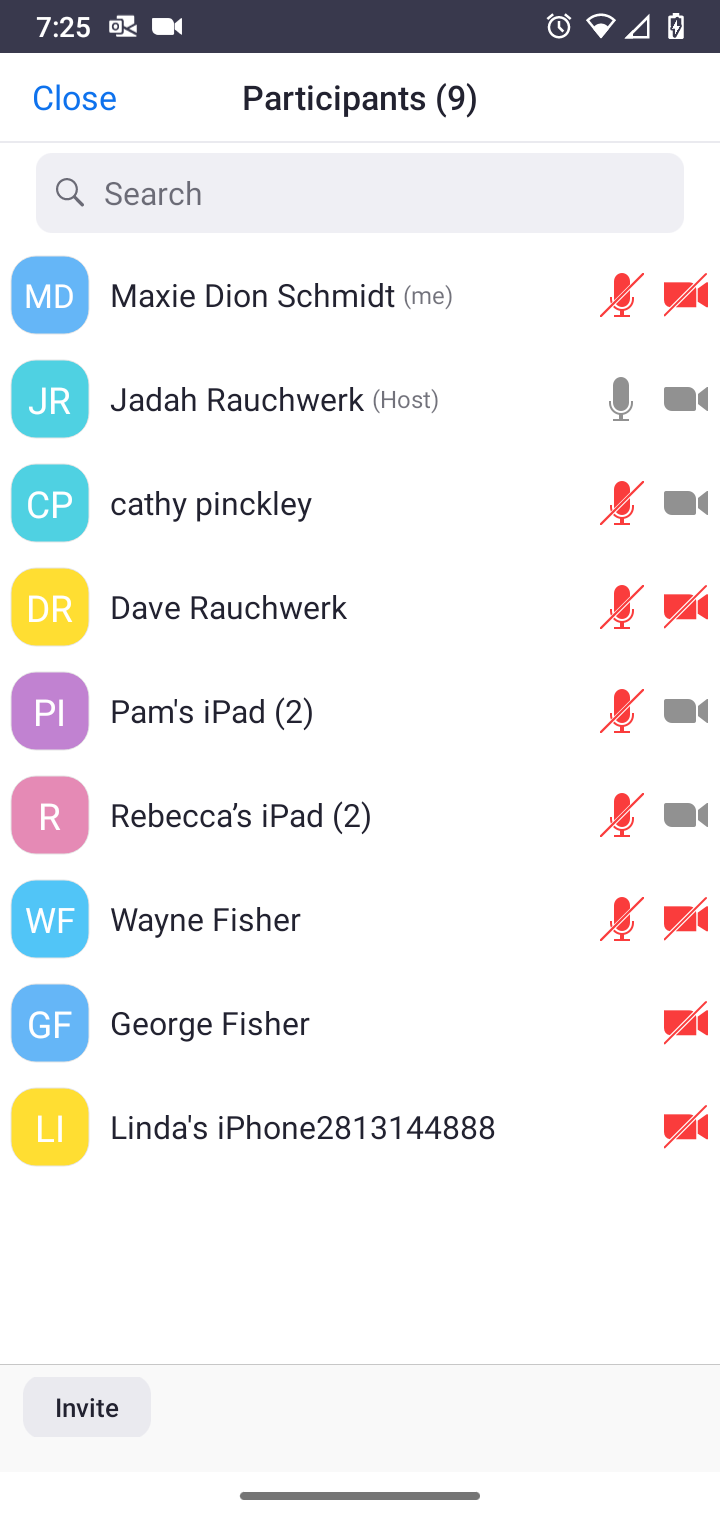 7:25
Close Participants (9)
Search
MD Maxie Dion Schmidt (me)
JR Jadah Rauchwerk (Host)
CP cathy pinckley
DR Dave Rauchwerk
PI Pam's iPad (2)
R Rebecca’s iPad (2)
WF Wayne Fisher
GF George Fisher
LI Linda's iPhone2813144888
Invite